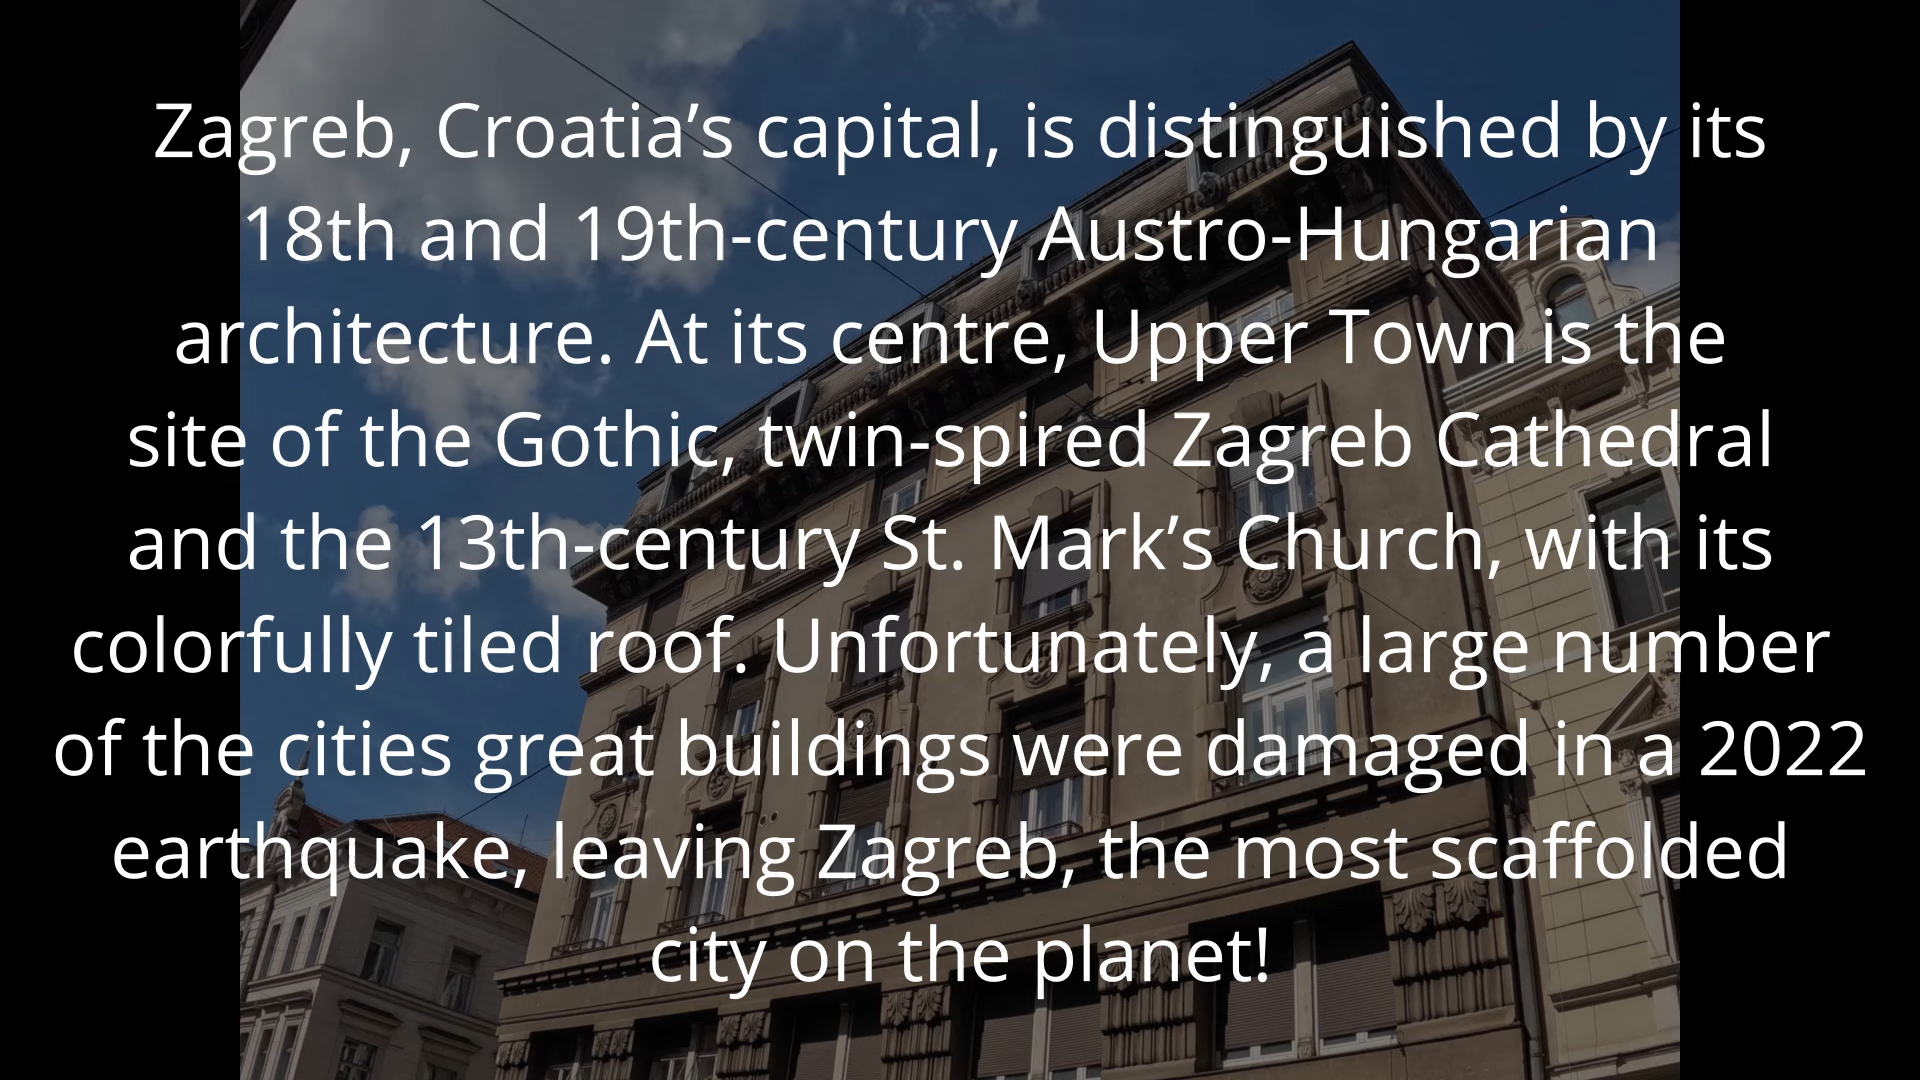 Zagreb, Croatia’s capital, is distinguished by its
18th and 19th-century Austro-Hungarian
architecture. At its centre, Upper Town is the
site of the Gothic, twin-spired Zagreb Cathedral
and the 13th-century St. Mark’s Church, with its
colorfully tiled roof. Unfortunately, a large number
of the cities great buildings were damaged in a 2022
earthquake, leaving Zagreb, the most scaffolded
city on the planet!